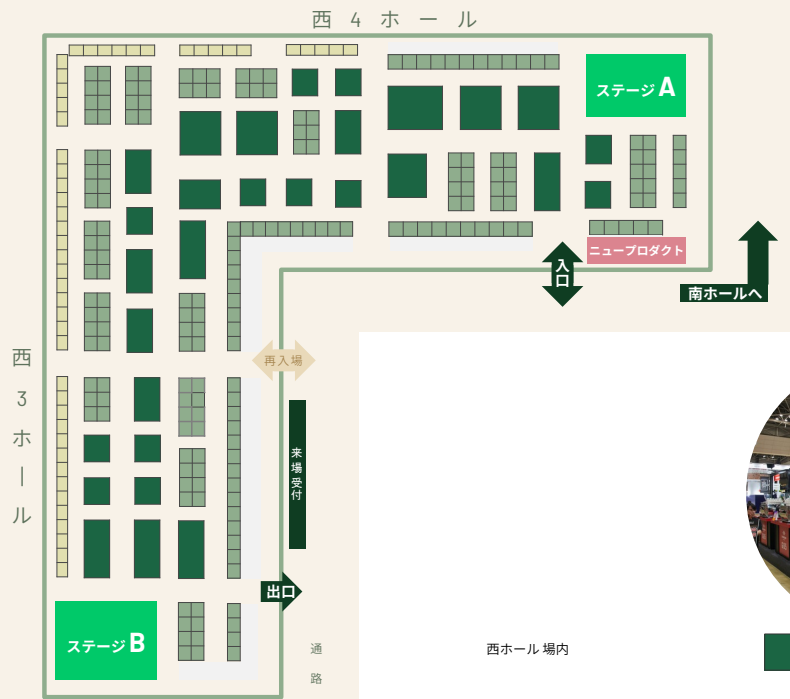 西4ホール
ステージA
ニュープロダクト
入口
南ホールへ
西3ホール
再入場
来場受付
出口
ステージB
通路
西ホール 場内